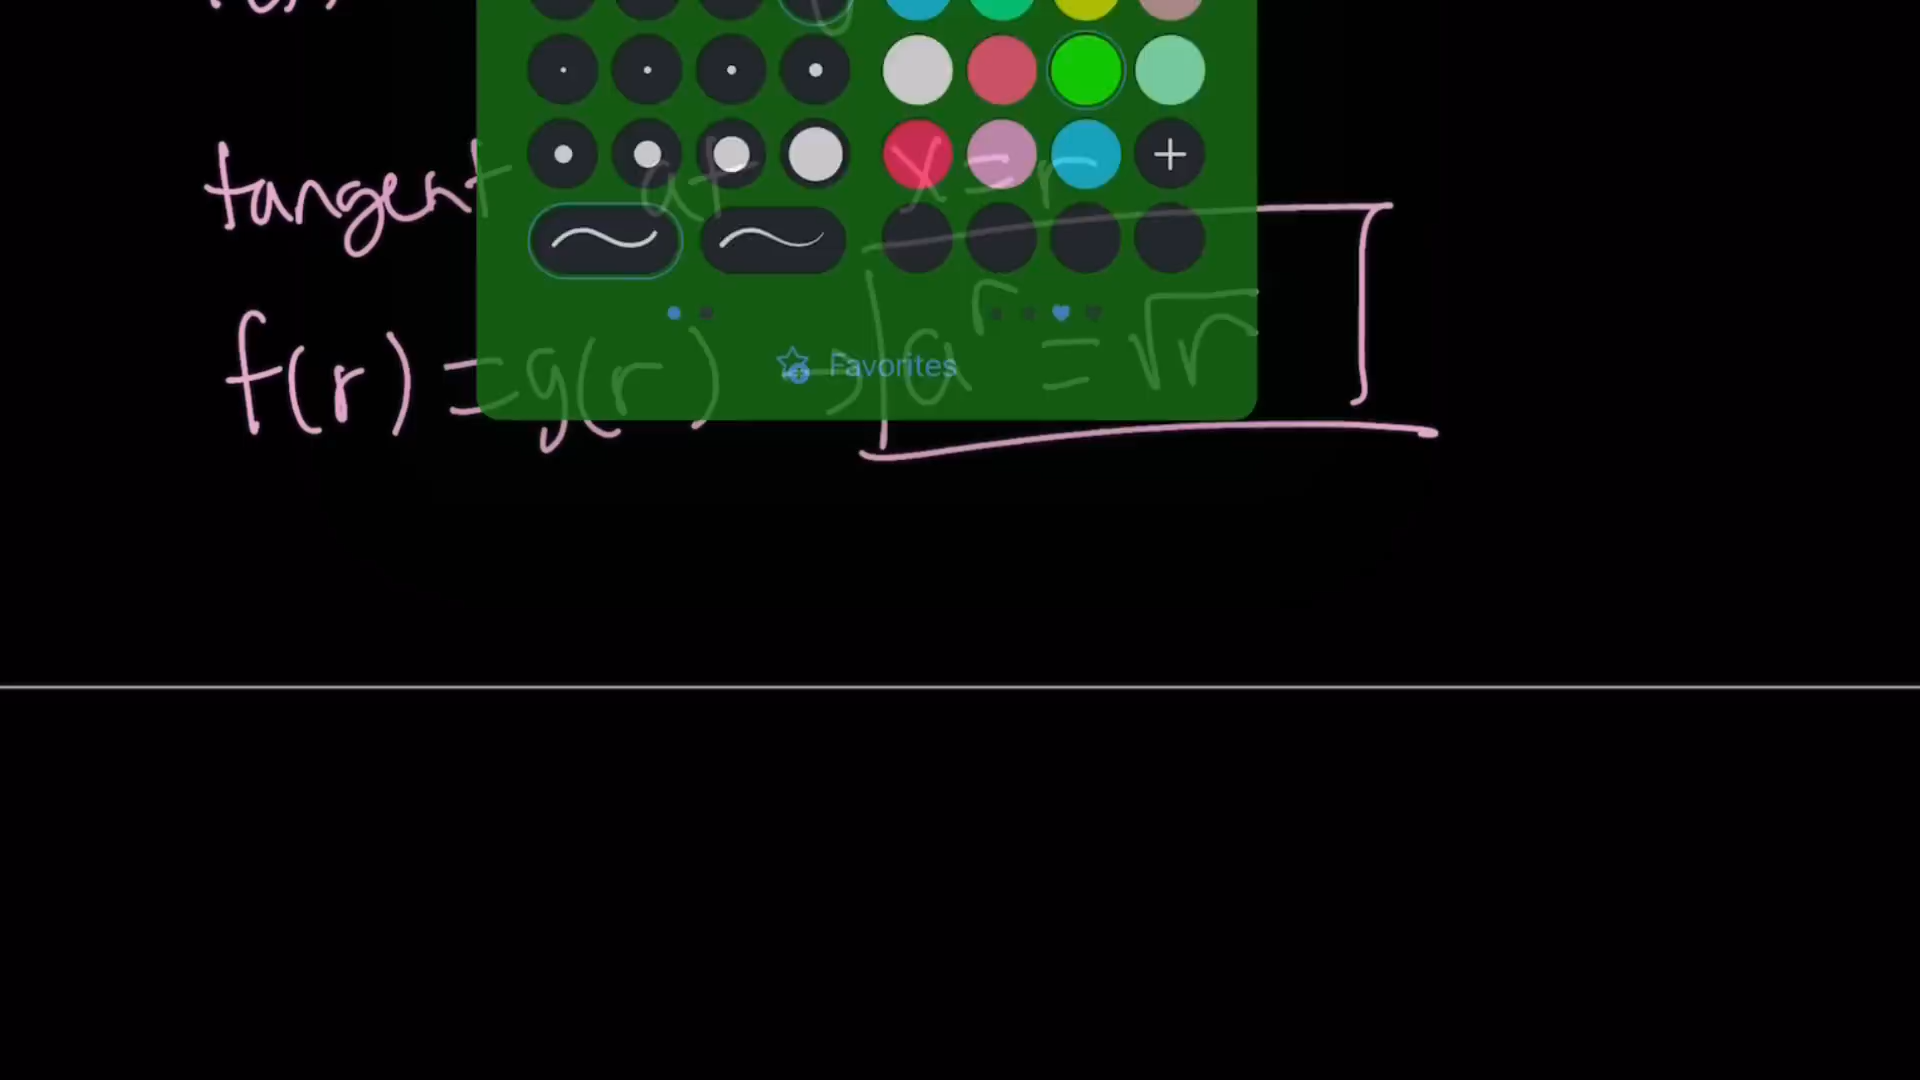 tangent at x=r
f(r) = g(r) → a^r = √r
Favorites